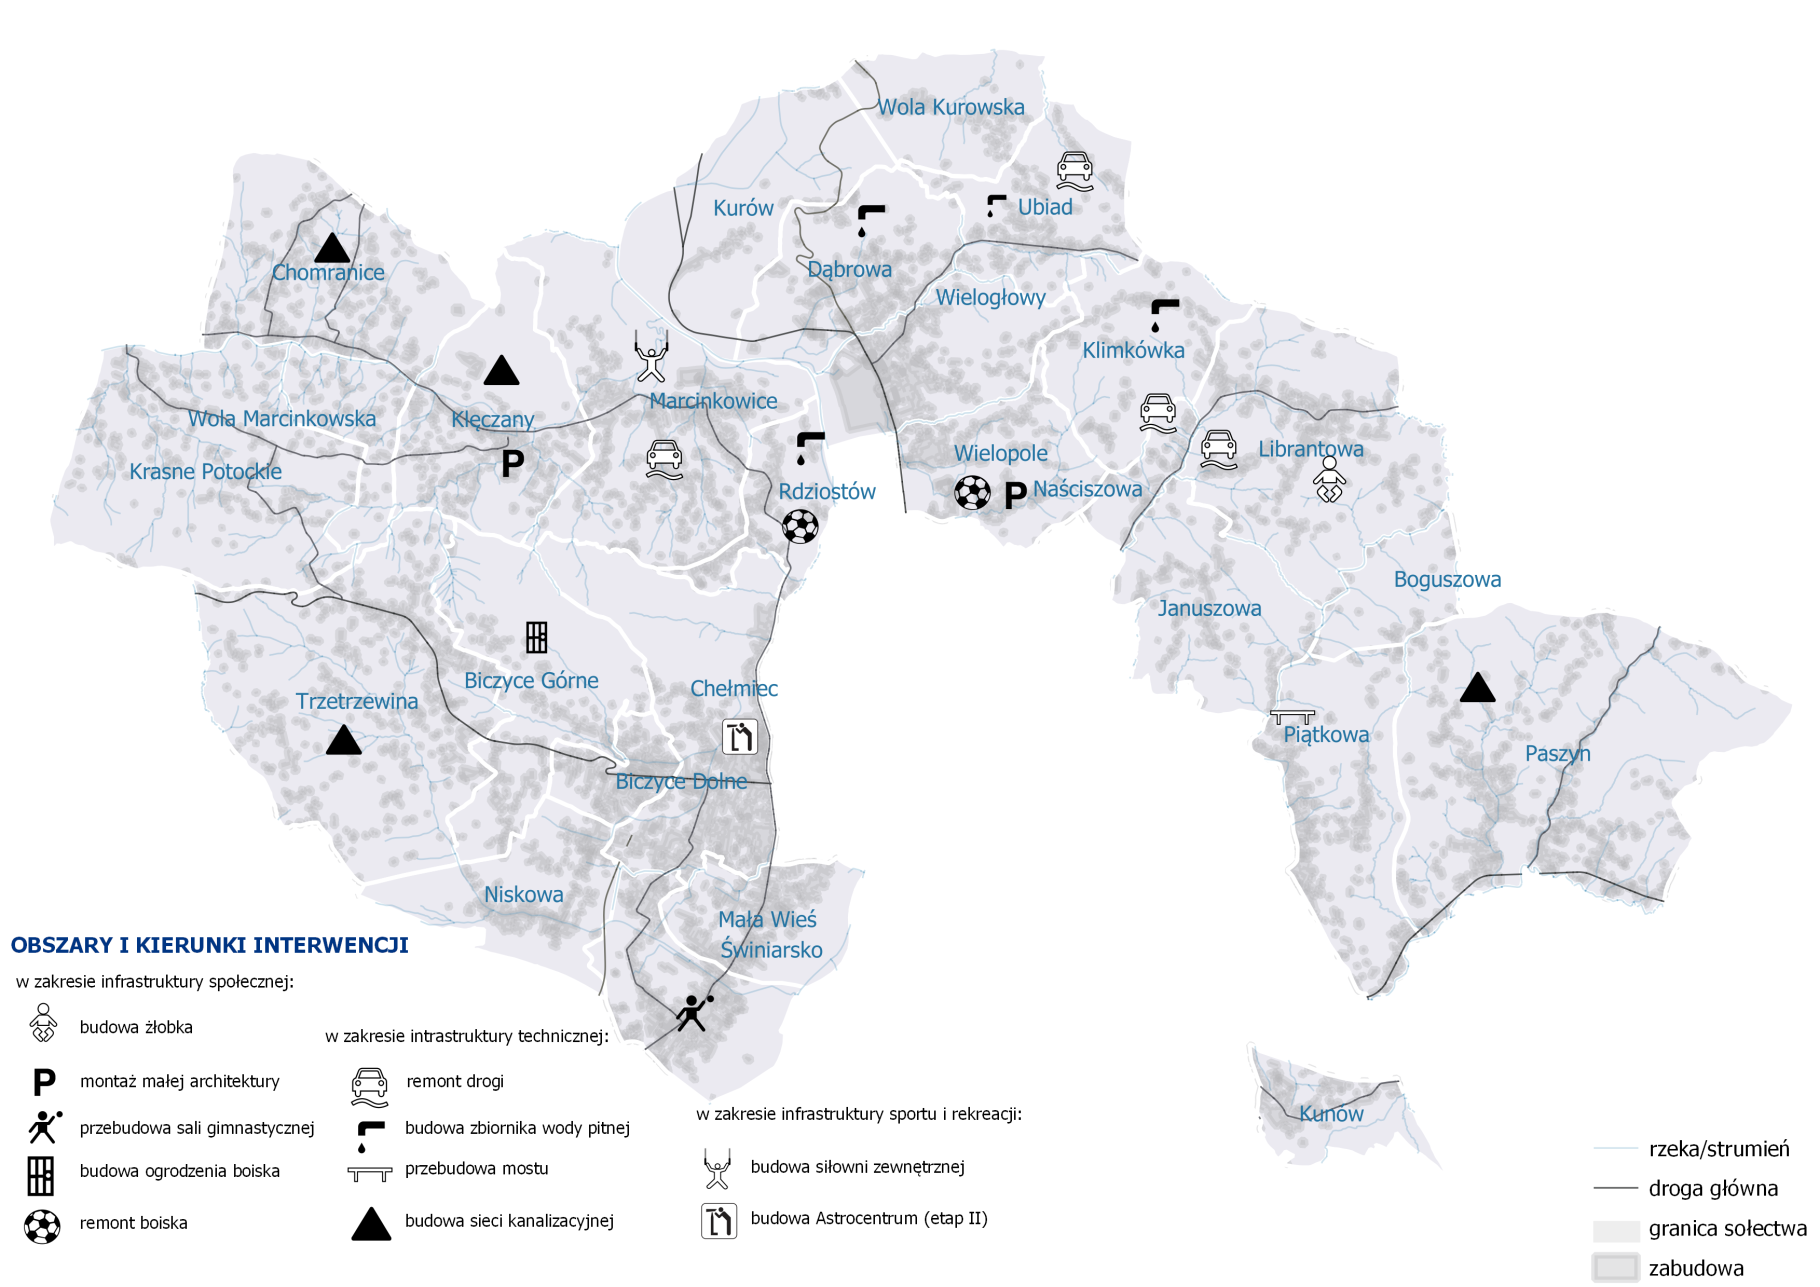 Wola Kurowska
Kurów
Ubiad
Chomranice
Dąbrowa
Wielogłowy
Klimkówka
Marcinkowice
Wola Marcinkowska
Klęczany
Librantowa
Wielopole
P
Krasne Potockie
Rdziostów
P
Naściszowa
Boguszowa
Januszowa
Biczyce Górne
Chełmiec
Trzetrzewina
Piątkowa
Paszyn
Biczyce Dolne
Niskowa
Mała Wieś
Świniarsko
Kunów
OBSZARY I KIERUNKI INTERWENCJI
w zakresie infrastruktury społecznej:
budowa żłobka
P montaż małej architektury
przebudowa sali gimnastycznej
budowa ogrodzenia boiska
remont boiska
w zakresie intrastruktury technicznej:
remont drogi
budowa zbiornika wody pitnej
przebudowa mostu
budowa sieci kanalizacyjnej
w zakresie infrastruktury sportu i rekreacji:
budowa siłowni zewnętrznej
budowa Astrocentrum (etap II)
rzeka/strumień
droga główna
granica sołectwa
zabudowa